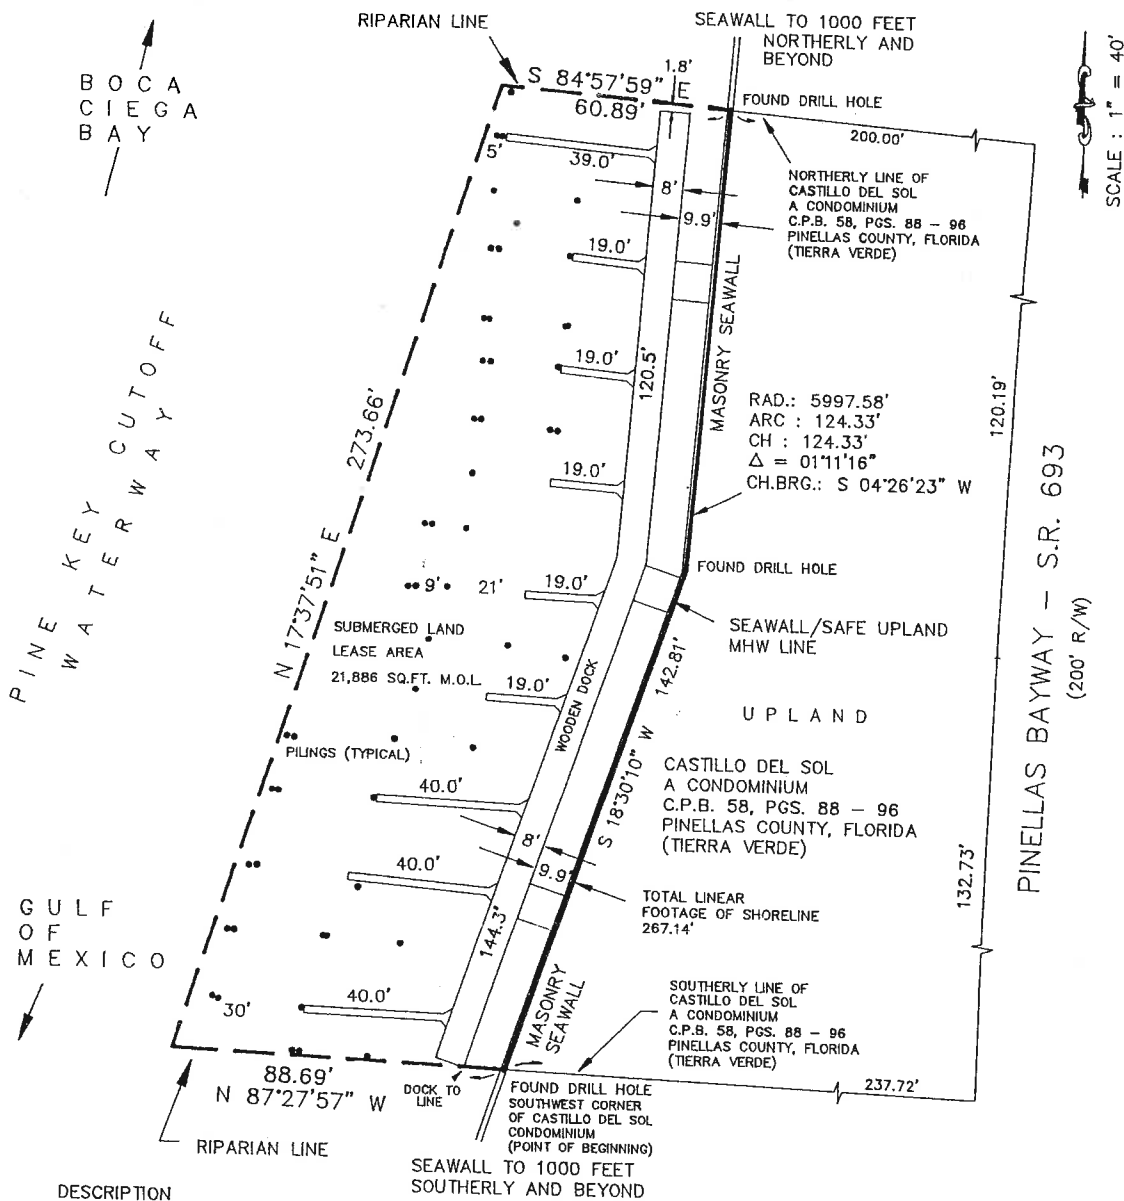 RIPARIAN LINE
SEAWALL TO 1000 FEET
NORTHERLY AND
BEYOND
BOCA
CIEGA
BAY
S 84°57'59" E
60.89'
1.8'
FOUND DRILL HOLE
200.00'
SCALE : 1" = 40'
5'
39.0'
8'
9.9'
NORTHERLY LINE OF
CASTILLO DEL SOL
A CONDOMINIUM
C.P.B. 58, PGS. 88 – 96
PINELLAS COUNTY, FLORIDA
(TIERRA VERDE)
19.0'
MASONRY SEAWALL
19.0'
120.5'
RAD.: 5997.58'
ARC : 124.33'
CH : 124.33'
Δ = 01°11'16"
CH.BRG.: S 04°26'23" W
120.19'
PINE KEY CUTOFF
WATERWAY
273.66'
N 17°37'51" E
19.0'
FOUND DRILL HOLE
9'
21'
19.0'
SEAWALL/SAFE UPLAND
MHW LINE
SUBMERGED LAND
LEASE AREA
21,886 SQ.FT. M.O.L.
19.0'
WOODEN DOCK
142.81'
S 18°30'10" W
UPLAND
PINELLAS BAYWAY – S.R. 693
(200' R/W)
PILINGS (TYPICAL)
CASTILLO DEL SOL
A CONDOMINIUM
C.P.B. 58, PGS. 88 – 96
PINELLAS COUNTY, FLORIDA
(TIERRA VERDE)
40.0'
8'
9.9'
40.0'
TOTAL LINEAR
FOOTAGE OF SHORELINE
267.14'
132.73'
GULF
OF
MEXICO
144.3'
MASONRY
SEAWALL
30'
40.0'
SOUTHERLY LINE OF
CASTILLO DEL SOL
A CONDOMINIUM
C.P.B. 58, PGS. 88 – 96
PINELLAS COUNTY, FLORIDA
(TIERRA VERDE)
88.69'
N 87°27'57" W
DOCK TO
LINE
237.72'
FOUND DRILL HOLE
SOUTHWEST CORNER
OF CASTILLO DEL SOL
CONDOMINIUM
(POINT OF BEGINNING)
RIPARIAN LINE
SEAWALL TO 1000 FEET
SOUTHERLY AND BEYOND
DESCRIPTION